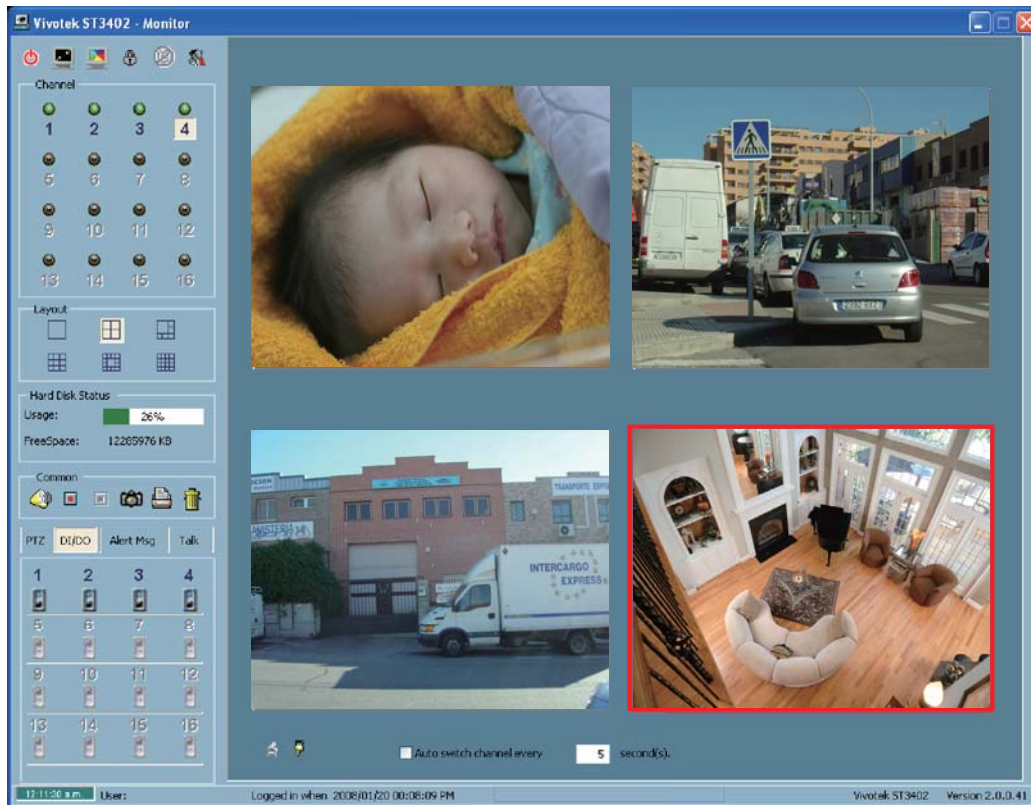 Vivotek ST3402 - Monitor
Channel
1 2 3 4
5 6 7 8
9 10 11 12
13 14 15 16
Layout
Hard Disk Status
Usage: 26%
FreeSpace: 12285976 KB
Common
PTZ DI/DO Alert Msg Talk
1 2 3 4
5 6 7 8
9 10 11 12
13 14 15 16
TRANSPORTE
INTERCARGO
EXPRESS
Auto switch channel every 5 second(s).
12:11:30 a.m. User: Logged in when 2008/01/20 00:08:09 PM Vivotek ST3402 Version 2.0.0.41